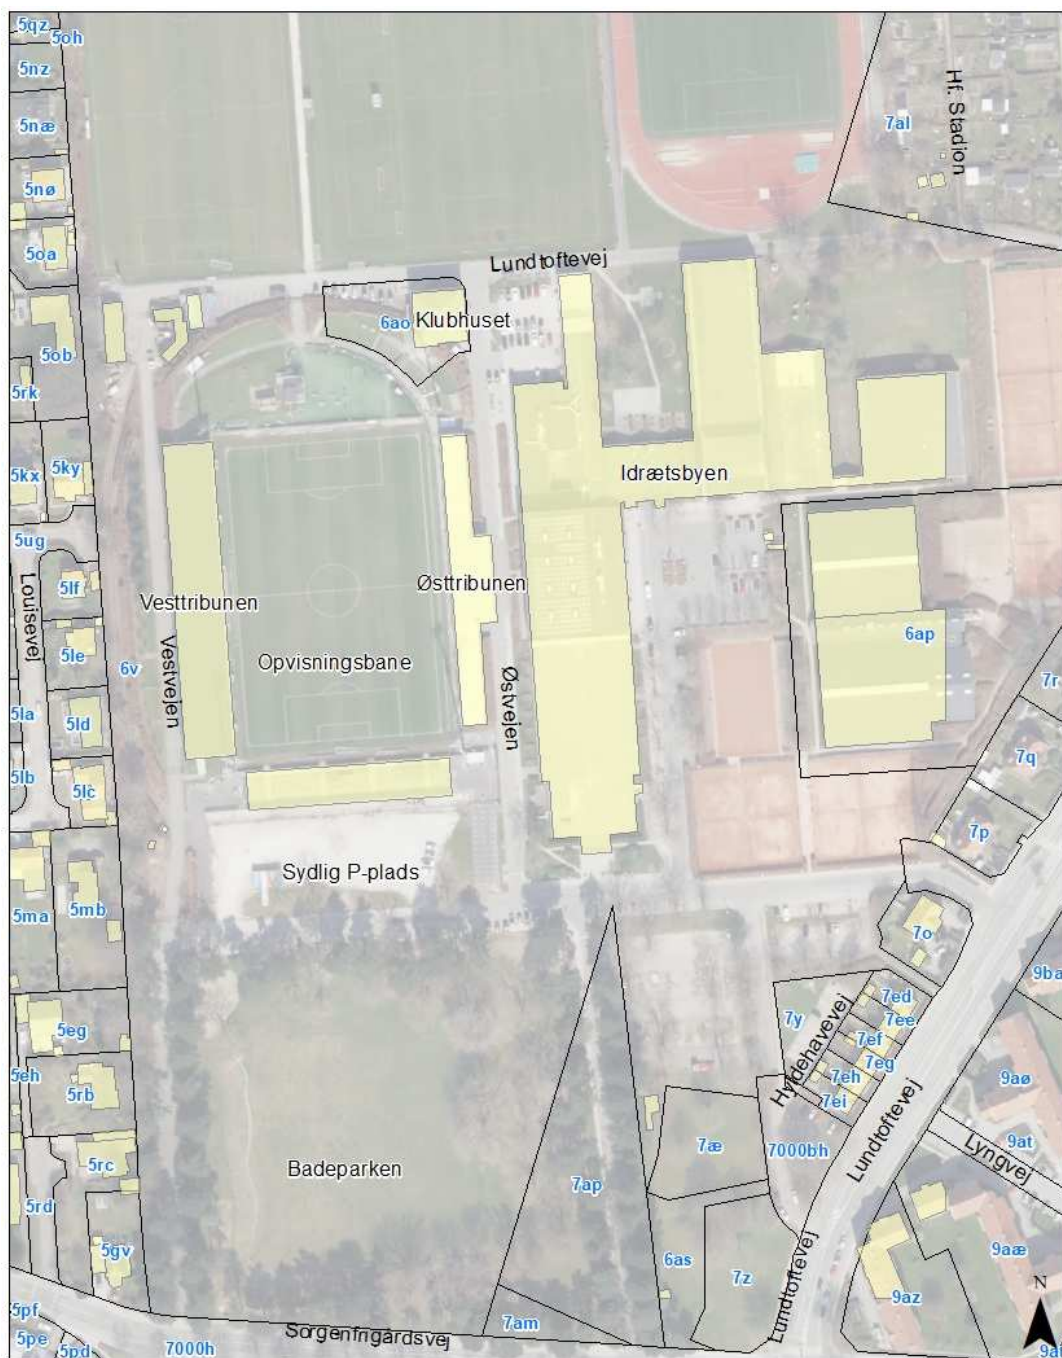 5qz
5oh
5nz
5næ
7al
Hf. Stadion
5nø
5oa
Lundtoftevej
6ao
Klubhuset
5ob
5rk
5kx
5ky
Idrætsbyen
5ug
5lf
Louisevej
Vesttribunen
Østtribunen
5le
6v
Vestvejen
Opvisningsbane
6ap
Østvejen
5la
5ld
7r
5lb
5lc
7q
7p
Sydlig P-plads
5ma
5mb
7o
9ba
7ed
7y
7ee
5eg
7ef
7eg
Hyldehavevej
5eh
5rb
7eh
7ei
9aø
Lundtoftevej
5rc
7æ
7000bh
9at
Lyngvej
Badeparken
7ap
5rd
5gv
6as
7z
9aæ
Lundtoftevej
9az
N
5pf
7am
Sorgenfrigårdsvej
5pe
5pd
7000h